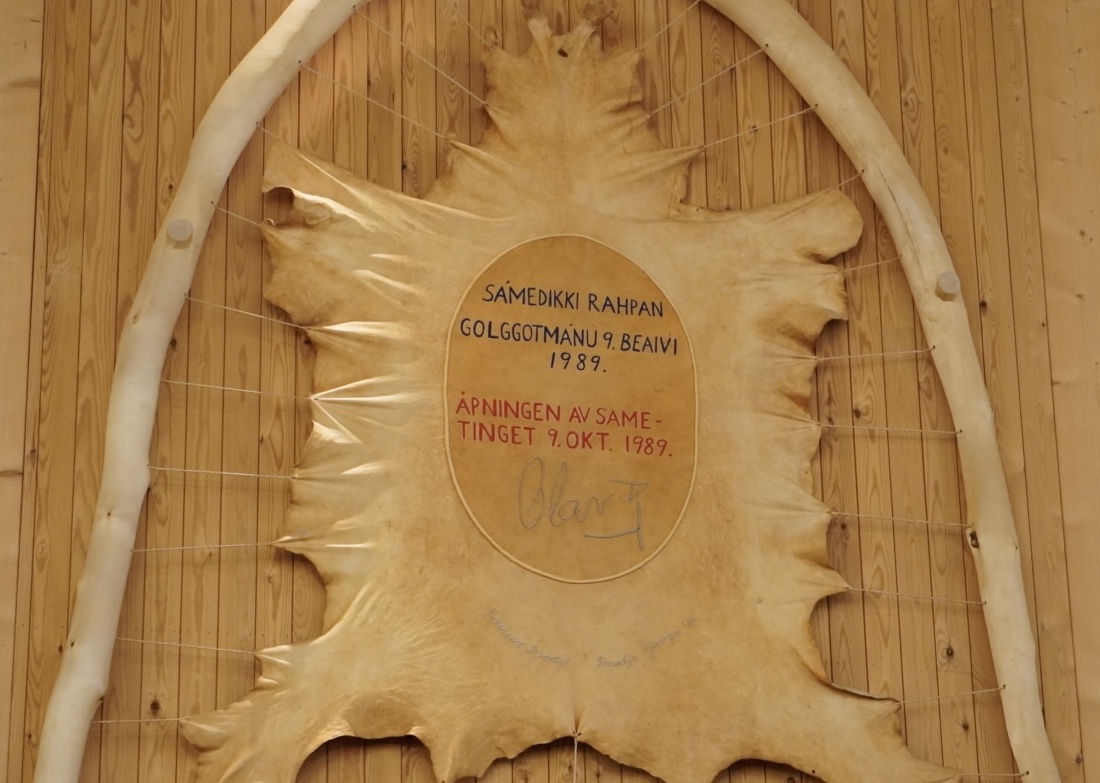 SÁMEDIKKI RAHPAN
GOLGGOTMÁNU 9. BEAIVI
1989.
ÅPNINGEN AV SAME-
TINGET 9. OKT. 1989.
Olav